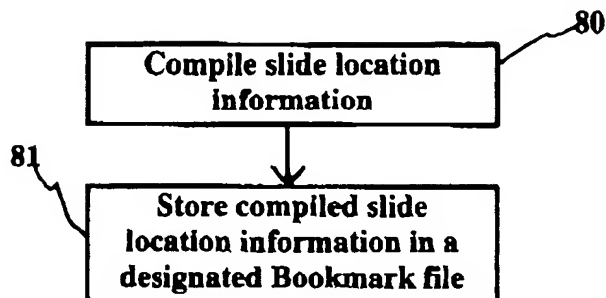 80
Compile slide location
information
81
Store compiled slide
location information in a
designated Bookmark file